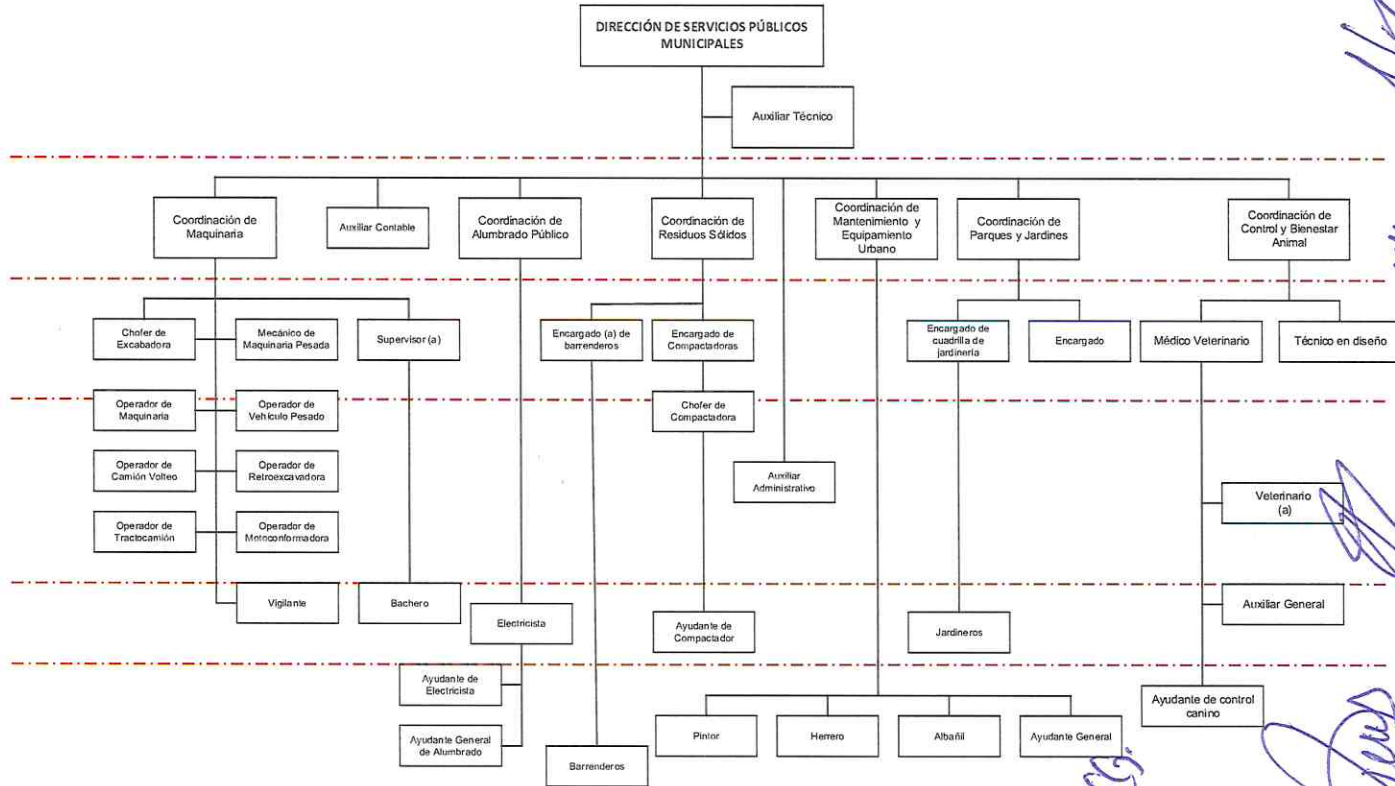 DIRECCIÓN DE SERVICIOS PÚBLICOS
MUNICIPALES
Auxiliar Técnico
Coordinación de
Maquinaria
Auxiliar Contable
Coordinación de
Alumbrado Público
Coordinación de
Residuos Sólidos
Coordinación de
Mantenimiento y
Equipamiento
Urbano
Coordinación de
Parques y Jardines
Coordinación de
Control y Bienestar
Animal
Chofer de
Excabadora
Mecánico de
Maquinaria Pesada
Supervisor (a)
Encargado (a) de
barrenderos
Encargado de
Compactadoras
Encargado de
cuadrilla de
jardinería
Encargado
Médico Veterinario
Técnico en diseño
Operador de
Maquinaria
Operador de
Vehículo Pesado
Chofer de
Compactadora
Operador de
Camión Volteo
Operador de
Retroexcavadora
Auxiliar
Administrativo
Veterinario
(a)
Operador de
Tractocamión
Operador de
Motoconformadora
Vigilante
Bachero
Electricista
Ayudante de
Compactador
Jardineros
Auxiliar General
Ayudante de
Electricista
Ayudante General
de Alumbrado
Barrenderos
Pintor
Herrero
Albañil
Ayudante General
Ayudante de control
canino